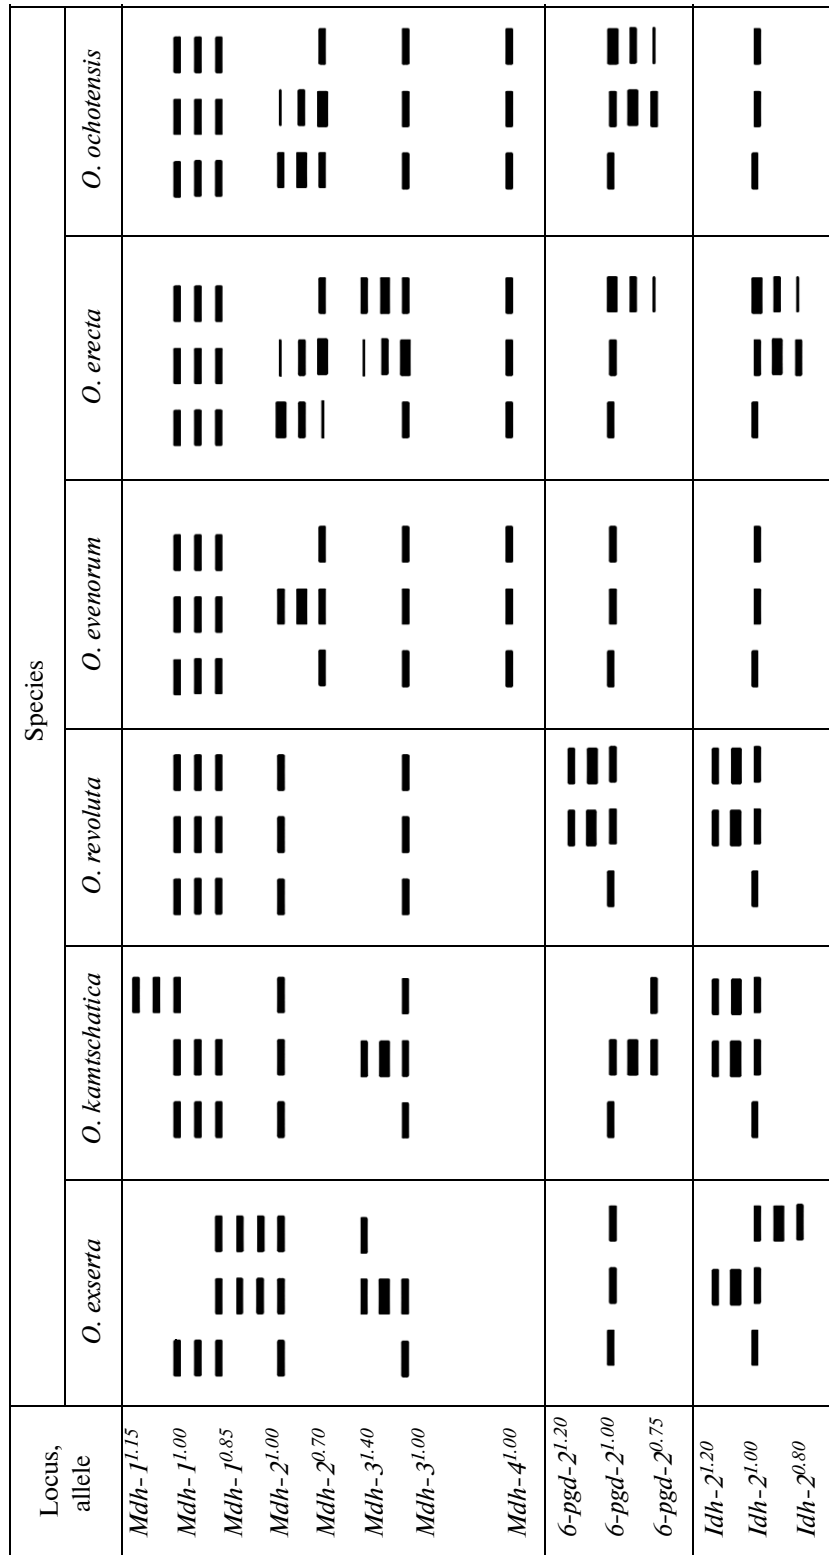 Species
Locus,
allele
O. exserta
O. kamtschatica
O. revoluta
O. evenorum
O. erecta
O. ochotensis
Mdh-1^1.15
Mdh-1^1.00
Mdh-1^0.85
Mdh-2^1.00
Mdh-2^0.70
Mdh-3^1.40
Mdh-3^1.00
Mdh-4^1.00
6-pgd-2^1.20
6-pgd-2^1.00
6-pgd-2^0.75
Idh-2^1.20
Idh-2^1.00
Idh-2^0.80